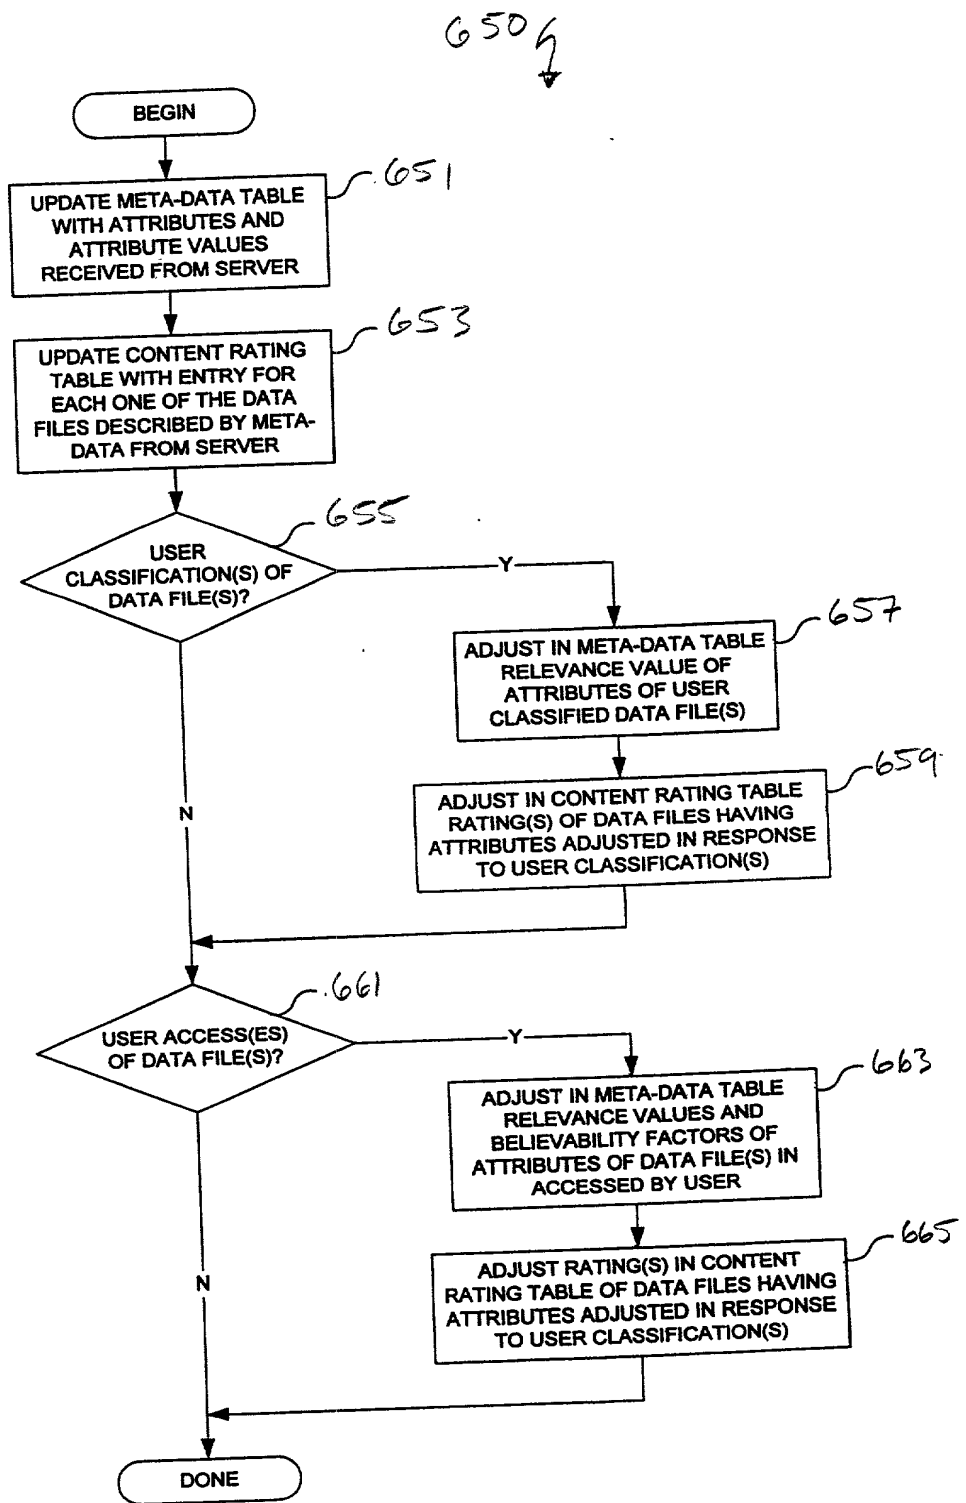 650
BEGIN
651
UPDATE META-DATA TABLE
WITH ATTRIBUTES AND
ATTRIBUTE VALUES
RECEIVED FROM SERVER
653
UPDATE CONTENT RATING
TABLE WITH ENTRY FOR
EACH ONE OF THE DATA
FILES DESCRIBED BY META-
DATA FROM SERVER
655
USER
CLASSIFICATION(S) OF
DATA FILE(S)?
Y
657
ADJUST IN META-DATA TABLE
RELEVANCE VALUE OF
ATTRIBUTES OF USER
CLASSIFIED DATA FILE(S)
659
ADJUST IN CONTENT RATING TABLE
RATING(S) OF DATA FILES HAVING
ATTRIBUTES ADJUSTED IN RESPONSE
TO USER CLASSIFICATION(S)
N
661
USER ACCESS(ES)
OF DATA FILE(S)?
Y
663
ADJUST IN META-DATA TABLE
RELEVANCE VALUES AND
BELIEVABILITY FACTORS OF
ATTRIBUTES OF DATA FILE(S) IN
ACCESSED BY USER
665
ADJUST RATING(S) IN CONTENT
RATING TABLE OF DATA FILES HAVING
ATTRIBUTES ADJUSTED IN RESPONSE
TO USER CLASSIFICATION(S)
N
DONE